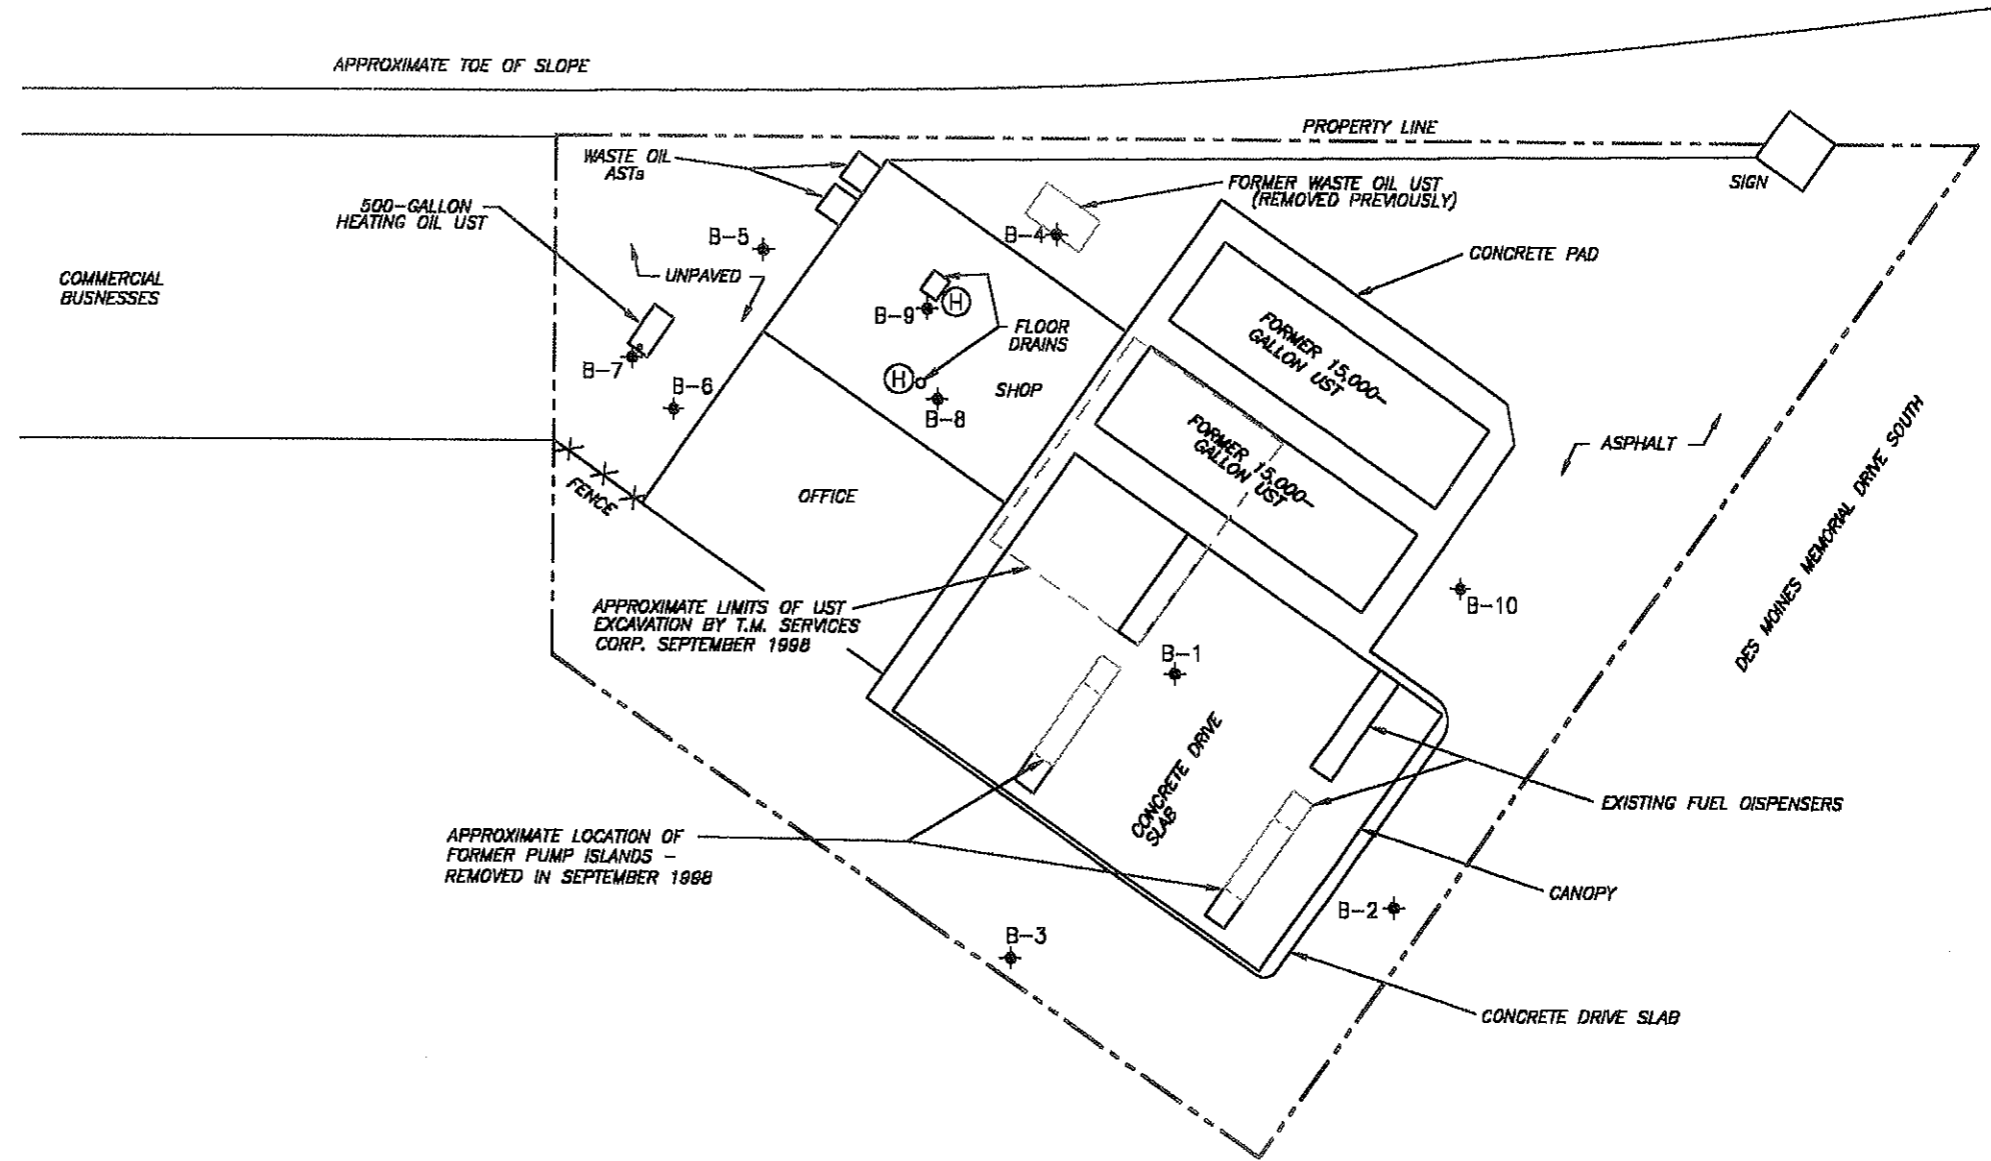 APPROXIMATE TOE OF SLOPE
PROPERTY LINE
SIGN
WASTE OIL
ASTs
FORMER WASTE OIL UST
(REMOVED PREVIOUSLY)
500-GALLON
HEATING OIL UST
B-5
B-4
CONCRETE PAD
COMMERCIAL
BUSNESSES
UNPAVED
B-9
H
FLOOR
DRAINS
FORMER 15,000-
GALLON UST
B-7
B-6
H
SHOP
B-8
FORMER 15,000-
GALLON UST
ASPHALT
DES MOINES MEMORIAL DRIVE SOUTH
FENCE
OFFICE
APPROXIMATE LIMITS OF UST
EXCAVATION BY T.M. SERVICES
CORP. SEPTEMBER 1998
B-10
B-1
CONCRETE DRIVE
SLAB
EXISTING FUEL DISPENSERS
APPROXIMATE LOCATION OF
FORMER PUMP ISLANDS -
REMOVED IN SEPTEMBER 1998
CANOPY
B-2
B-3
CONCRETE DRIVE SLAB